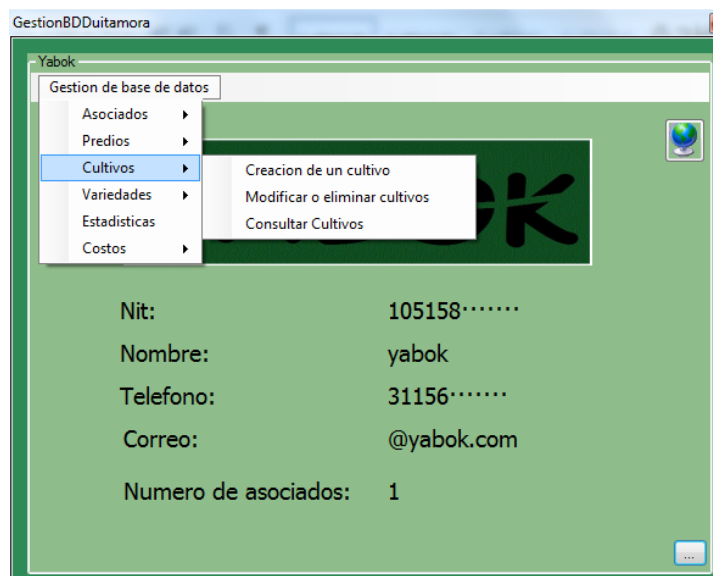 GestionBDDuitamora
Yabok
Gestion de base de datos
Asociados
Predios
Cultivos
Variedades
Estadisticas
Costos
Creacion de un cultivo
Modificar o eliminar cultivos
Consultar Cultivos
Nit: 105158·······
Nombre: yabok
Telefono: 31156·······
Correo: @yabok.com
Numero de asociados: 1
...